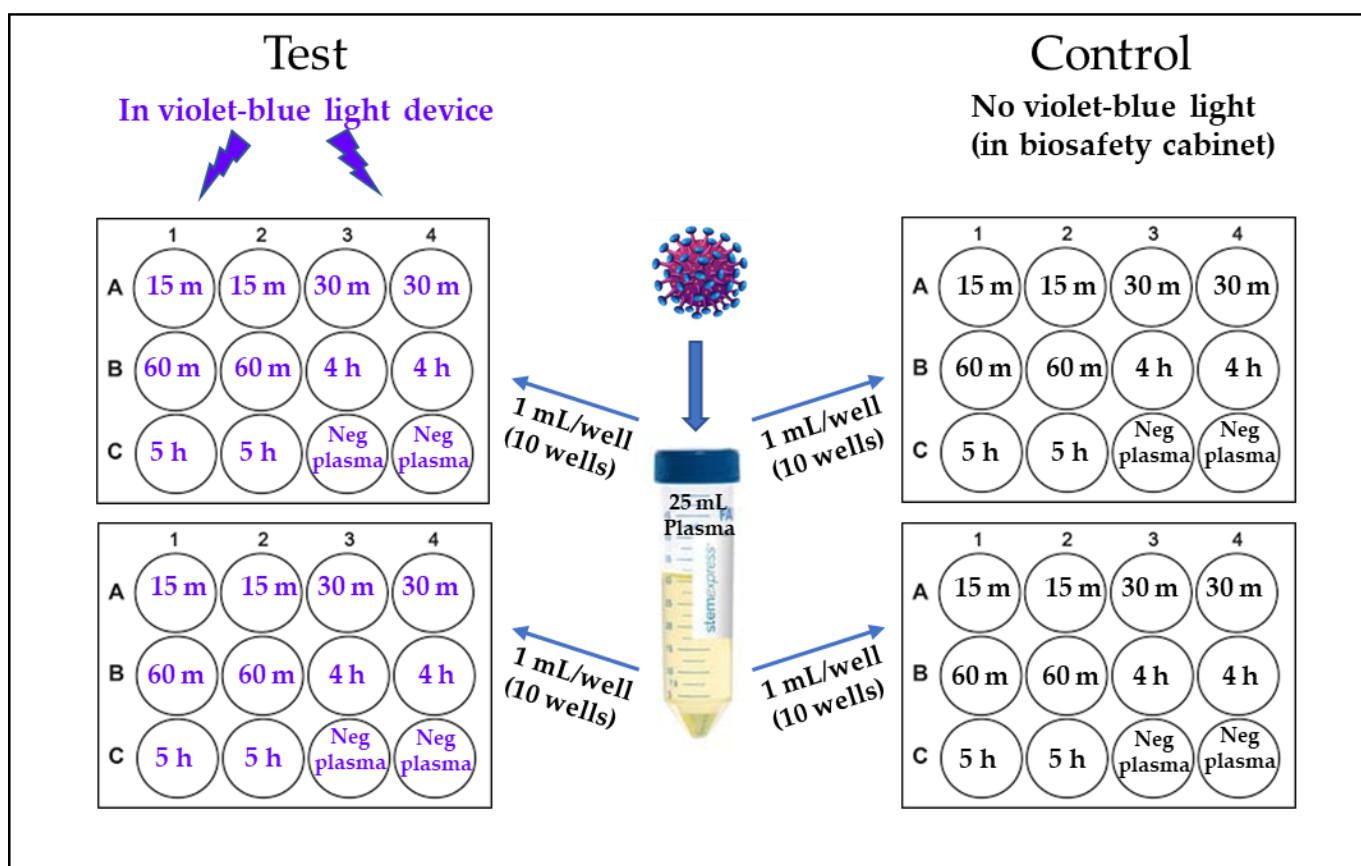 Test
In violet-blue light device
Control
No violet-blue light
(in biosafety cabinet)
1 2 3 4
A 15 m 15 m 30 m 30 m
B 60 m 60 m 4 h 4 h
C 5 h 5 h Neg plasma Neg plasma
1 2 3 4
A 15 m 15 m 30 m 30 m
B 60 m 60 m 4 h 4 h
C 5 h 5 h Neg plasma Neg plasma
1 mL/well
(10 wells)
1 mL/well
(10 wells)
25 mL
Plasma
FA
stemexpress
1 mL/well
(10 wells)
1 mL/well
(10 wells)
1 2 3 4
A 15 m 15 m 30 m 30 m
B 60 m 60 m 4 h 4 h
C 5 h 5 h Neg plasma Neg plasma
1 2 3 4
A 15 m 15 m 30 m 30 m
B 60 m 60 m 4 h 4 h
C 5 h 5 h Neg plasma Neg plasma